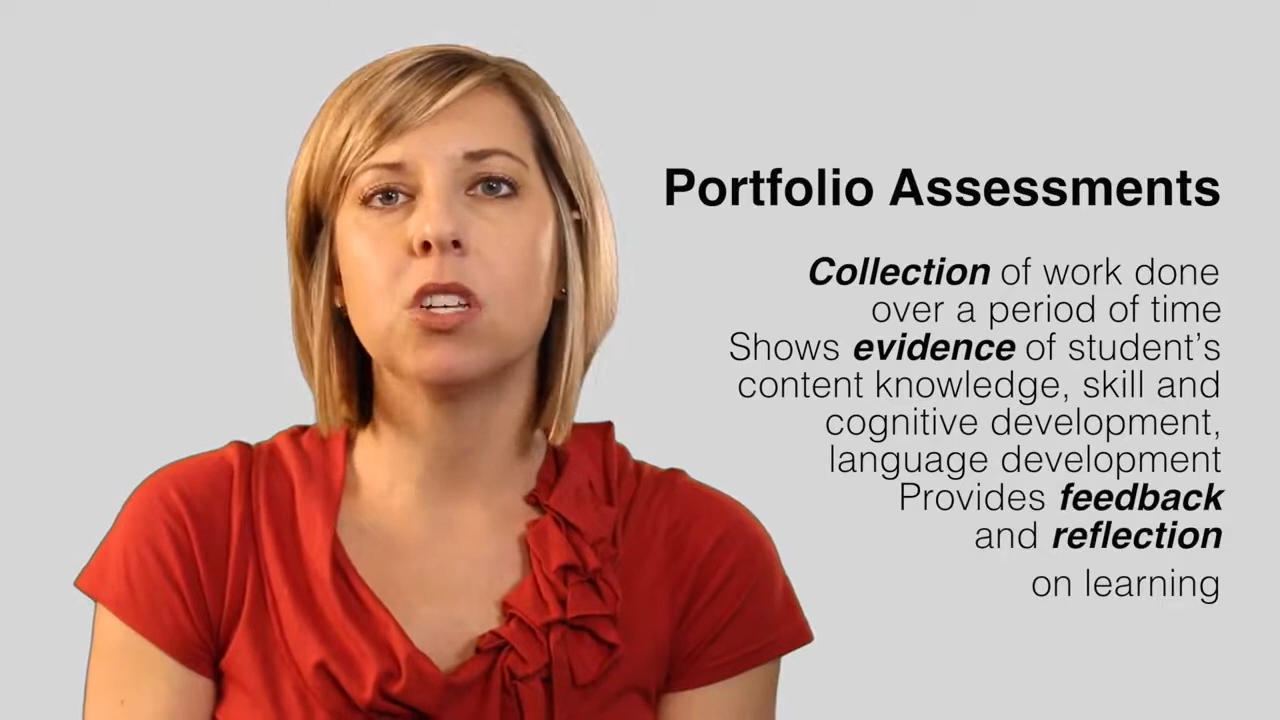 Portfolio Assessments
Collection of work done
over a period of time
Shows evidence of student’s
content knowledge, skill and
cognitive development,
language development
Provides feedback
and reflection
on learning